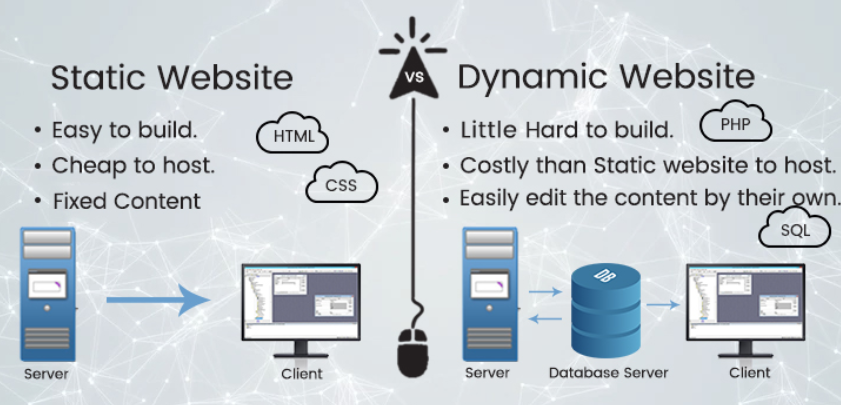 Static Website
• Easy to build.
• Cheap to host.
• Fixed Content
HTML
CSS
Server
Client
VS
Dynamic Website
• Little Hard to build.
• Costly than Static website to host.
• Easily edit the content by their own.
PHP
SQL
DB
Server
Database Server
Client